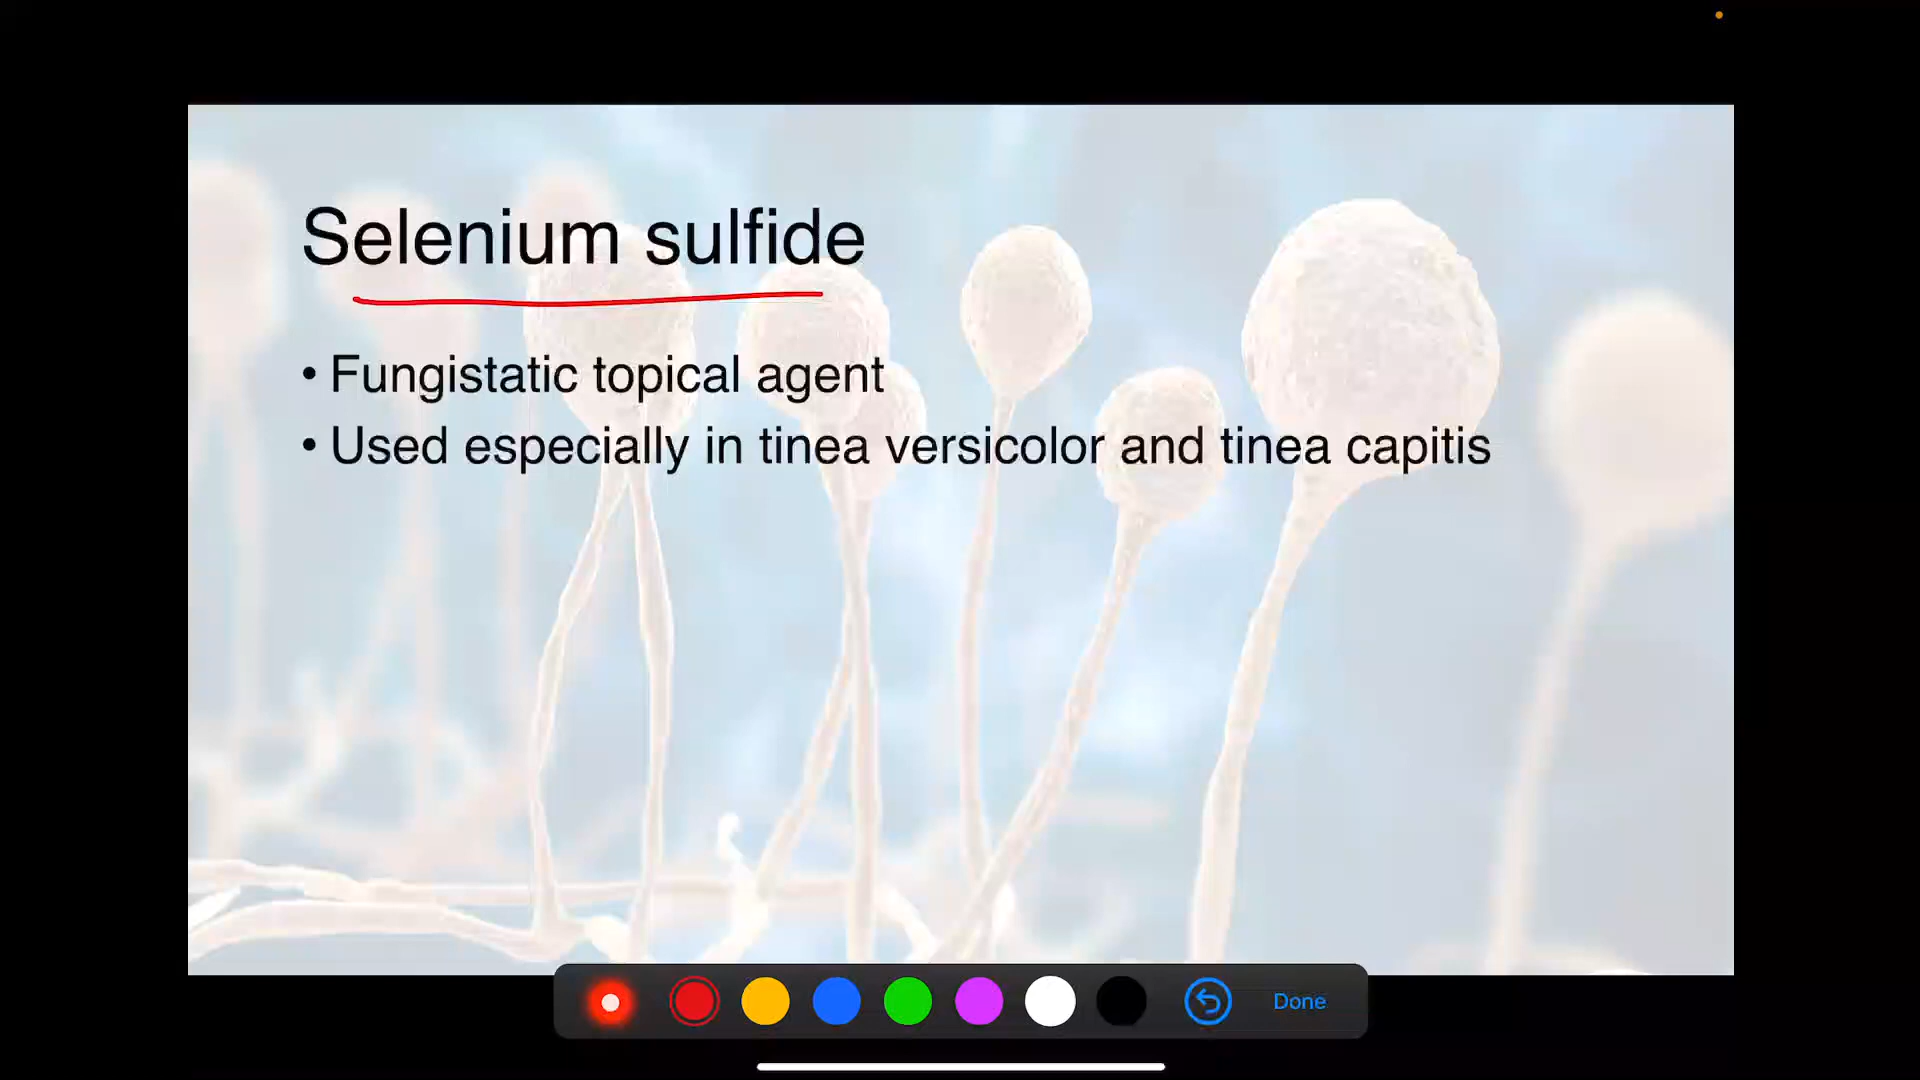 Selenium sulfide
• Fungistatic topical agent
• Used especially in tinea versicolor and tinea capitis
Done